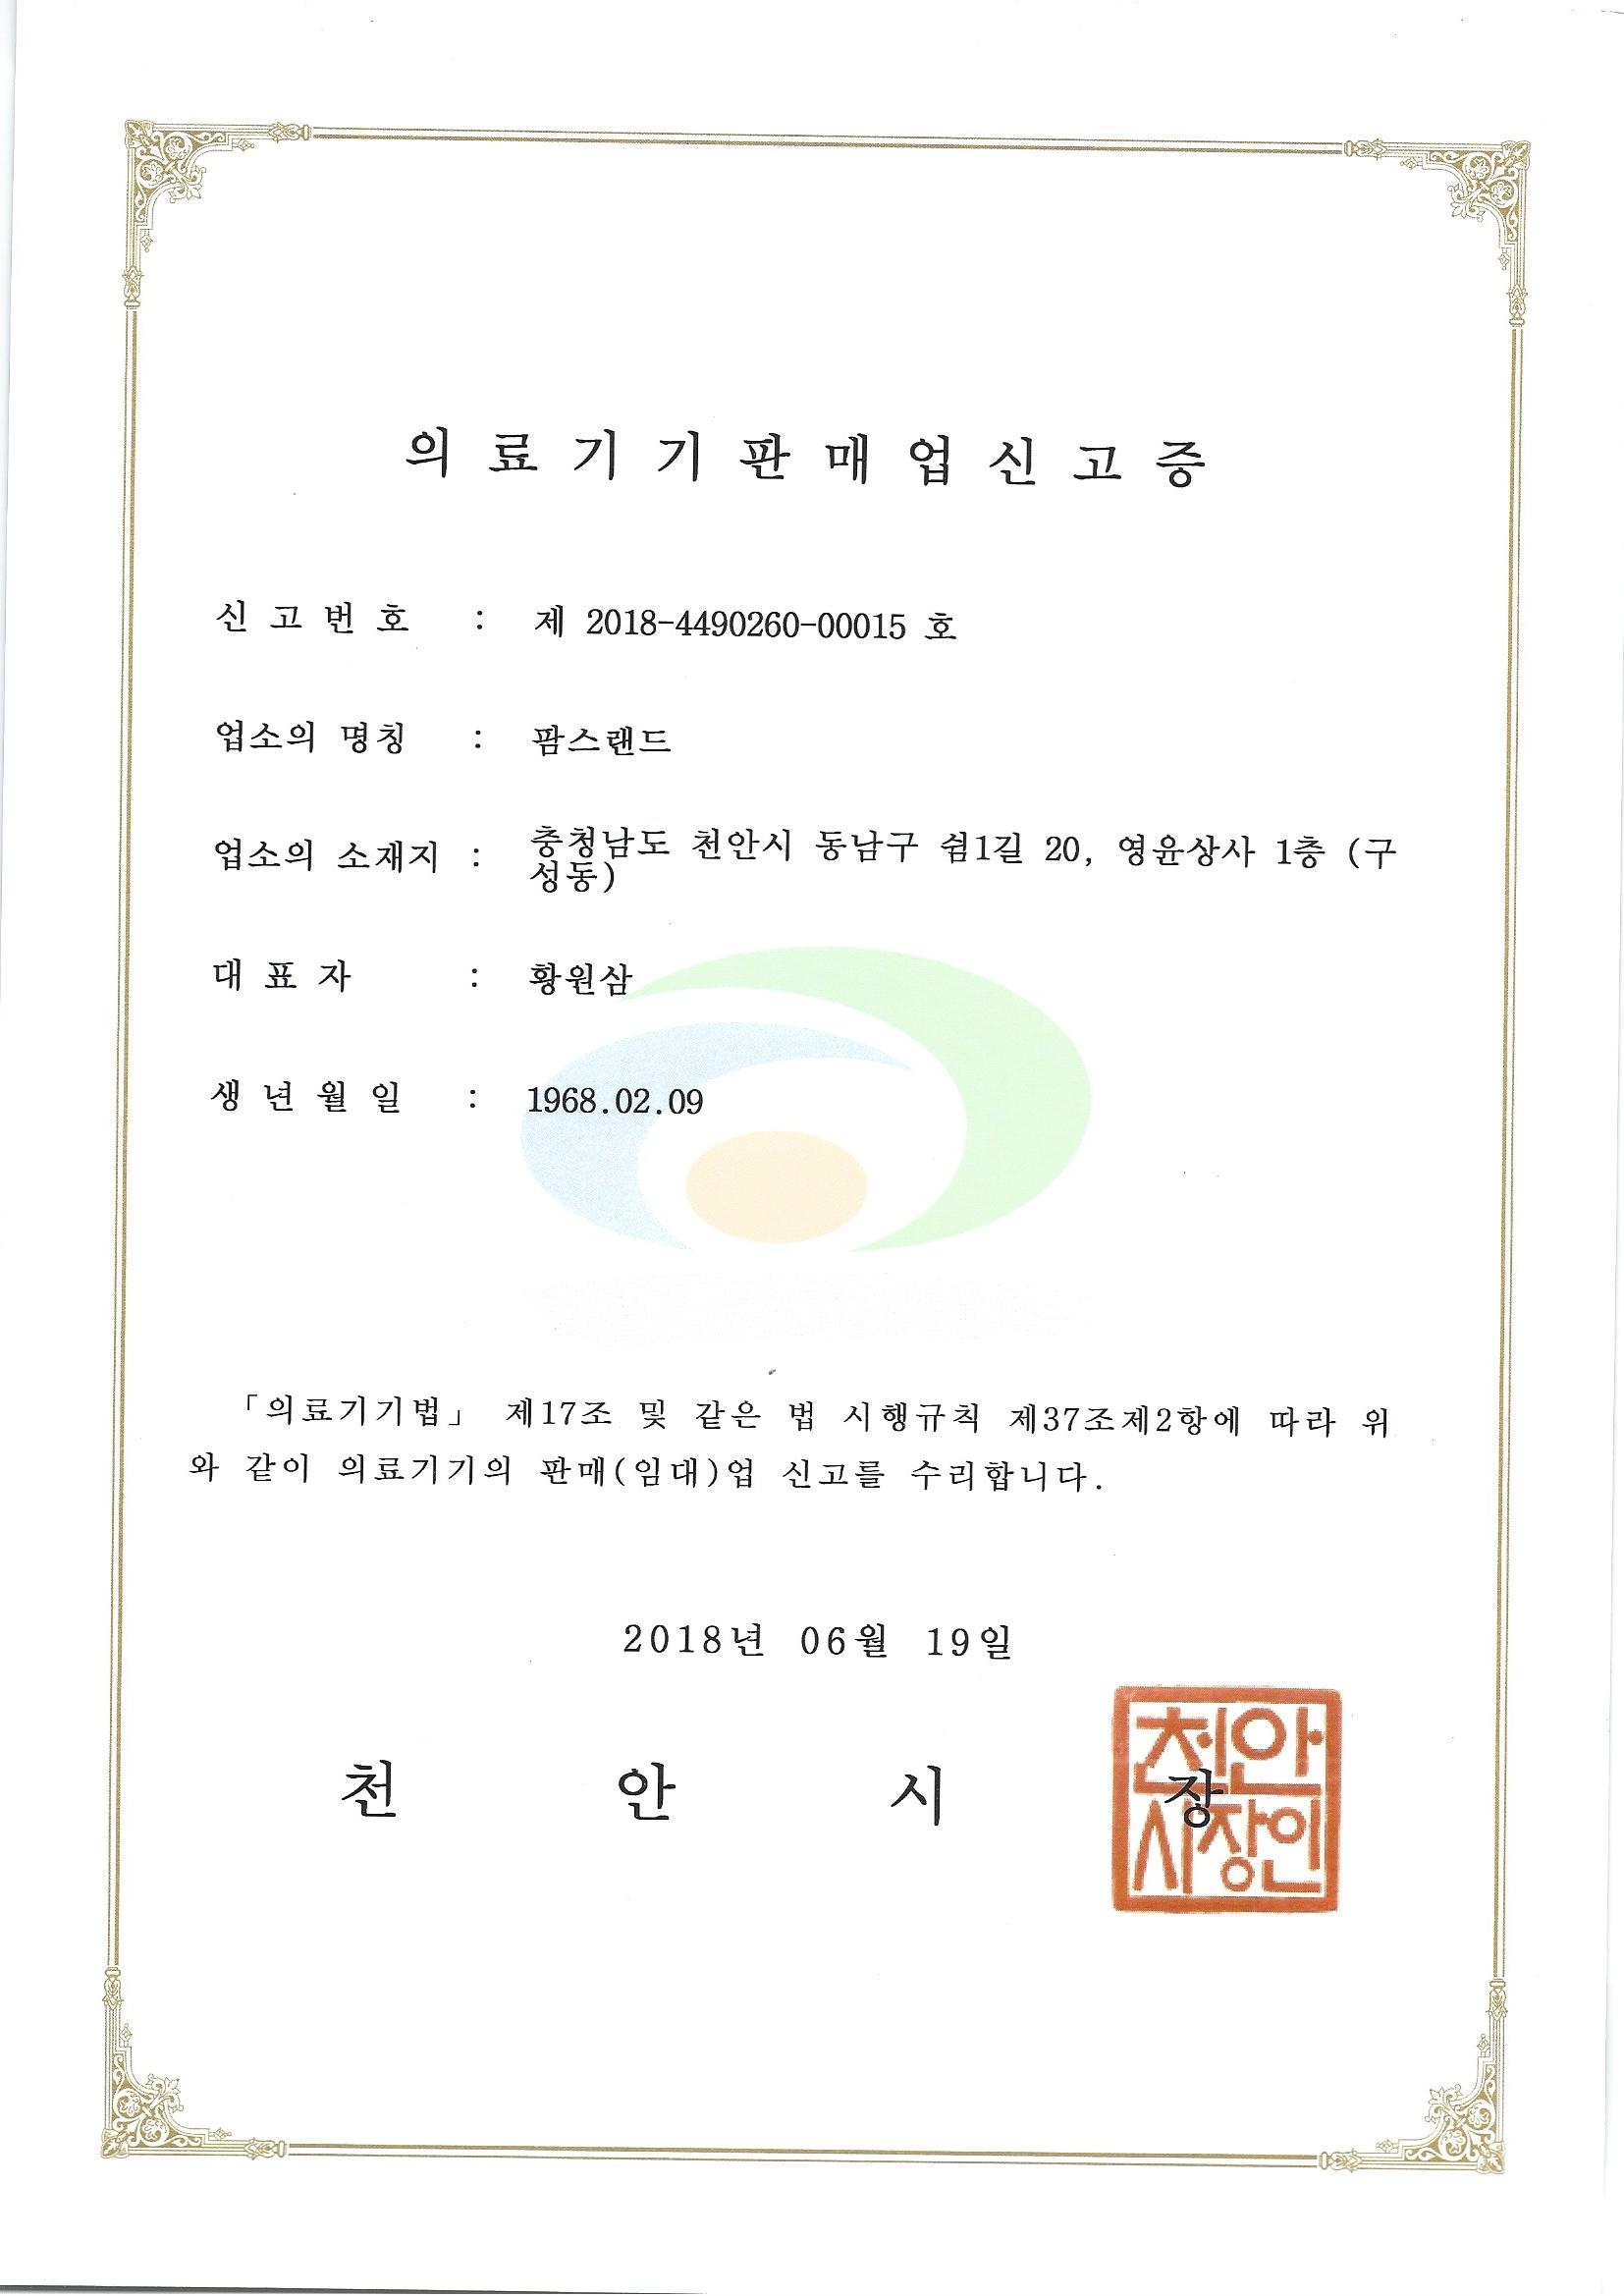 의료기기판매업신고증
신고번호 : 제 2018-4490260-00015 호
업소의 명칭 : 팜스랜드
업소의 소재지 : 충청남도 천안시 동남구 쉼1길 20, 영윤상사 1층 (구
성동)
대표자 : 황원삼
생년월일 : 1968.02.09
「의료기기법」 제17조 및 같은 법 시행규칙 제37조제2항에 따라 위
와 같이 의료기기의 판매(임대)업 신고를 수리합니다.
2018년 06월 19일
천안시장
천안
시장인